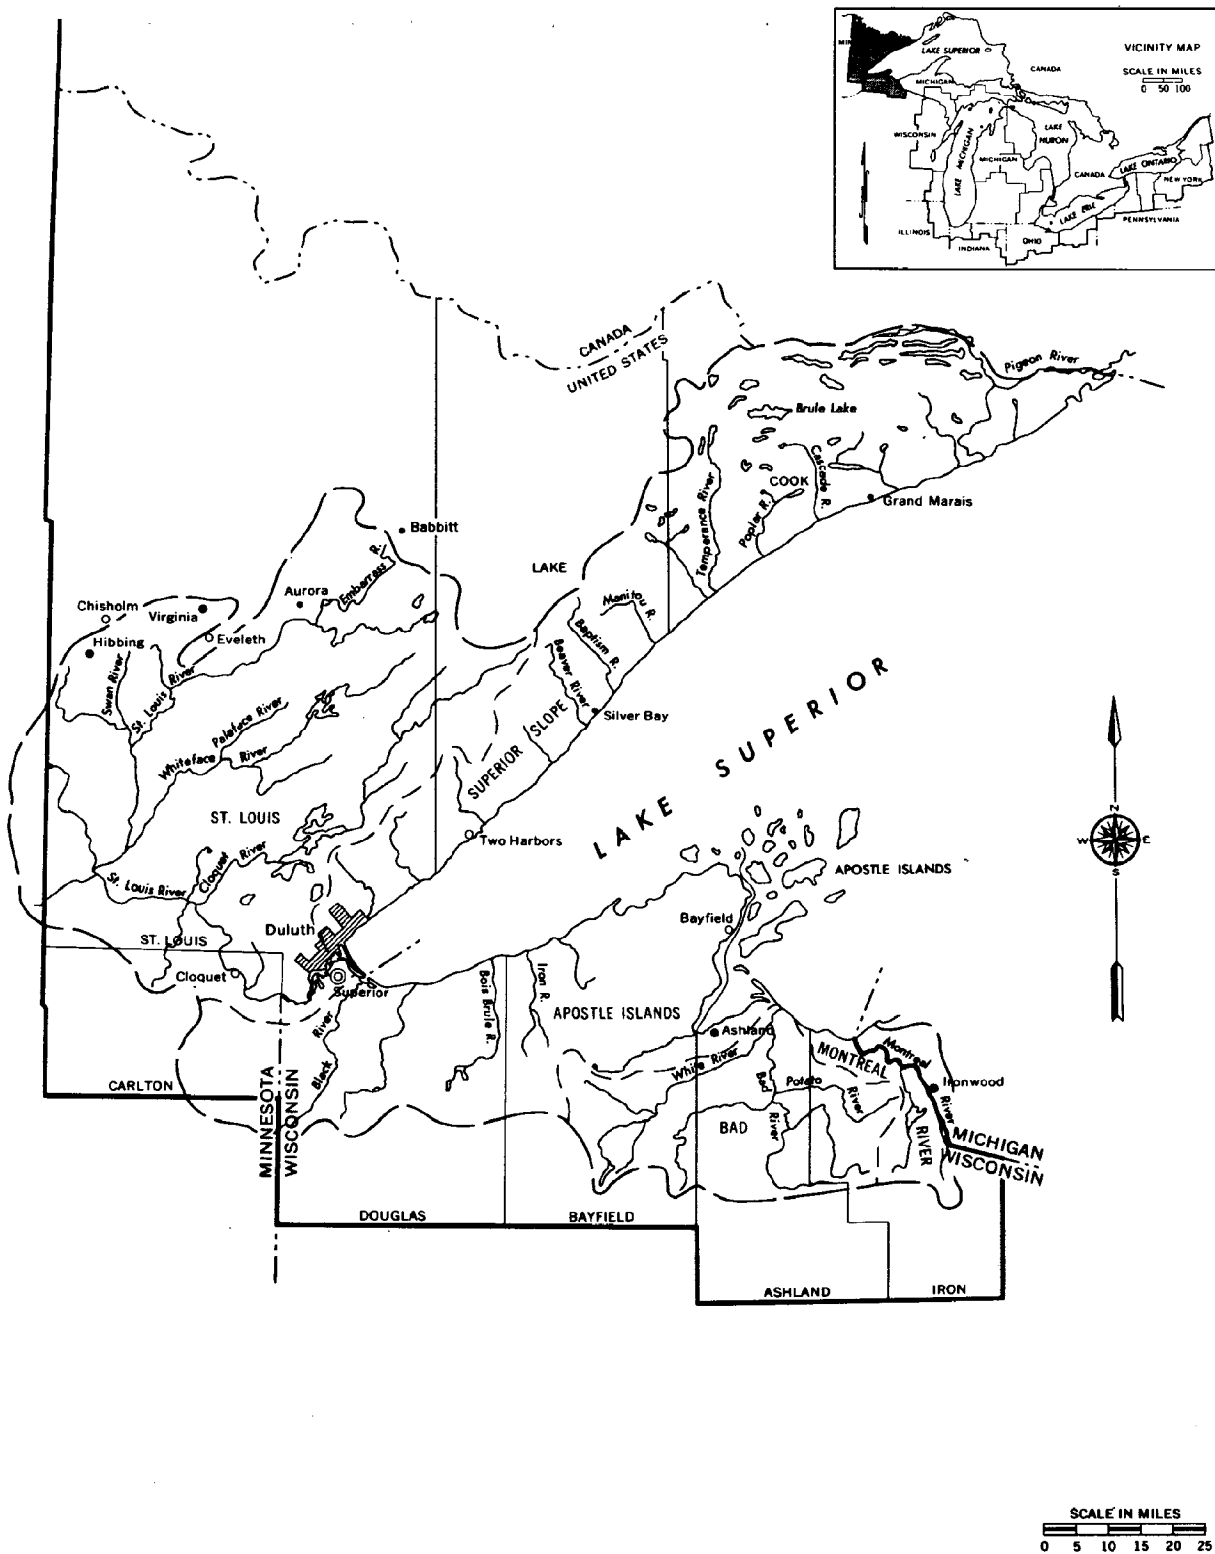 VICINITY MAP
SCALE IN MILES
0 50 100
LAKE SUPERIOR
CANADA
MICHIGAN
WISCONSIN
LAKE MICHIGAN
LAKE HURON
MICHIGAN
CANADA
LAKE ONTARIO
NEW YORK
LAKE ERIE
PENNSYLVANIA
ILLINOIS
INDIANA
OHIO
CANADA
UNITED STATES
Pigeon River
Brule Lake
Cascade R.
COOK
Grand Marais
Temperance River
Poplar R.
Babbitt
LAKE
Embarrass R.
Aurora
Manitou R.
Chisholm
Virginia
Eveleth
Hibbing
Baptism R.
Beaver River
Swan River
St. Louis River
Silver Bay
Paleface River
Whiteface River
SUPERIOR SLOPE
LAKE SUPERIOR
ST. LOUIS
Two Harbors
Cloquet River
St. Louis River
APOSTLE ISLANDS
Bayfield
Duluth
ST. LOUIS
Cloquet
Superior
Bois Brule R.
Iron R.
APOSTLE ISLANDS
Ashland
White River
MONTREAL RIVER
Montreal River
Ironwood
Black River
Bad River
Potato River
BAD
CARLTON
MINNESOTA
WISCONSIN
MICHIGAN
WISCONSIN
DOUGLAS
BAYFIELD
ASHLAND
IRON
N
W E
S
SCALE IN MILES
0 5 10 15 20 25